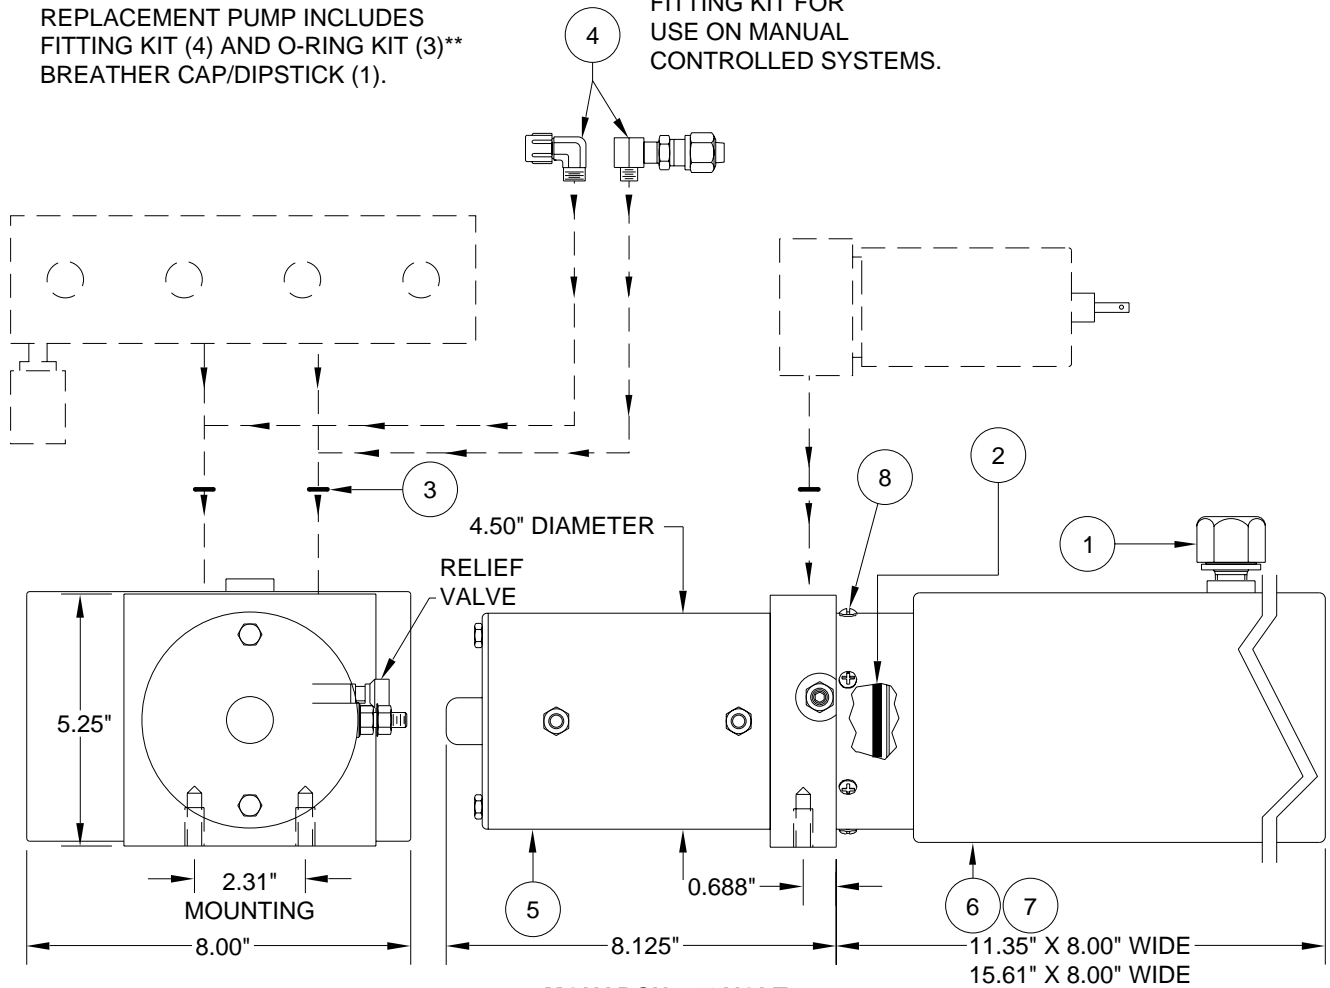 REPLACEMENT PUMP INCLUDES
FITTING KIT (4) AND O-RING KIT (3)**
BREATHER CAP/DIPSTICK (1).
FITTING KIT FOR
USE ON MANUAL
CONTROLLED SYSTEMS.
4
3
8
2
1
4.50" DIAMETER
RELIEF
VALVE
5.25"
2.31"
MOUNTING
8.00"
5
0.688"
6
7
8.125"
11.35" X 8.00" WIDE
15.61" X 8.00" WIDE